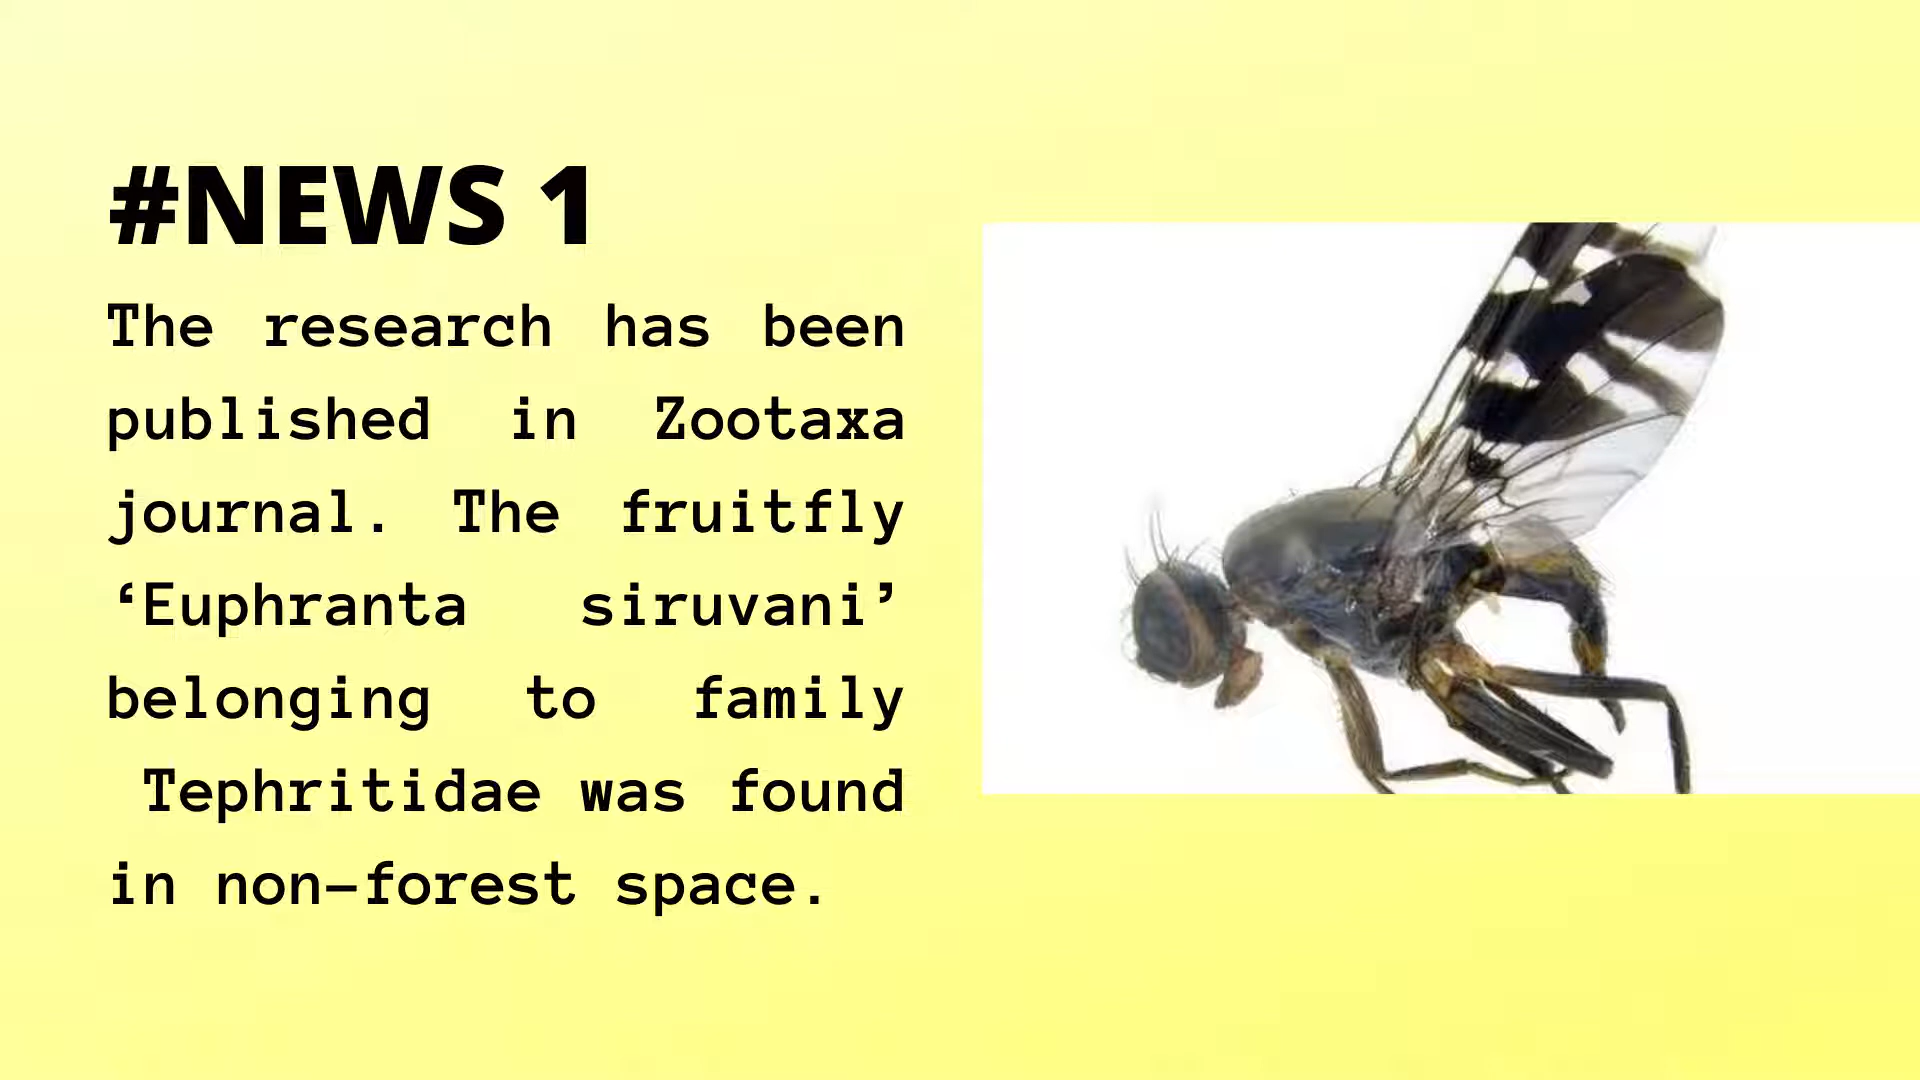 #NEWS 1
The research has been
published in Zootaxa
journal. The fruitfly
‘Euphranta siruvani’
belonging to family
Tephritidae was found
in non-forest space.